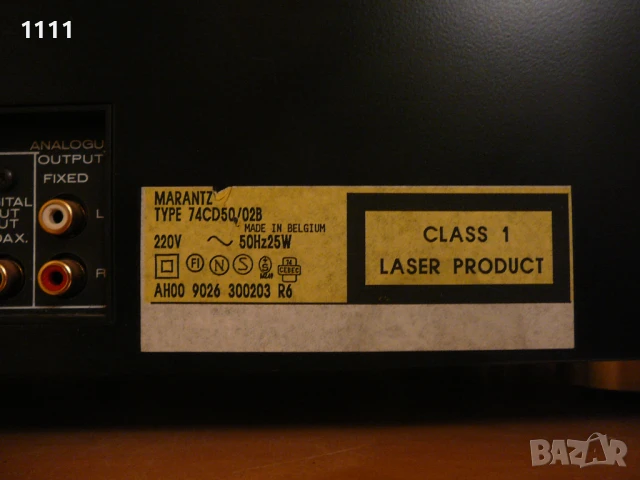 1111
ANALOGU
OUTPUT
FIXED
L
MARANTZ
TYPE 74CD50/02B
MADE IN BELGIUM
220V ~ 50Hz25W
FI N S
AH00 9026 300203 R6
CLASS 1
LASER PRODUCT
BAZAR